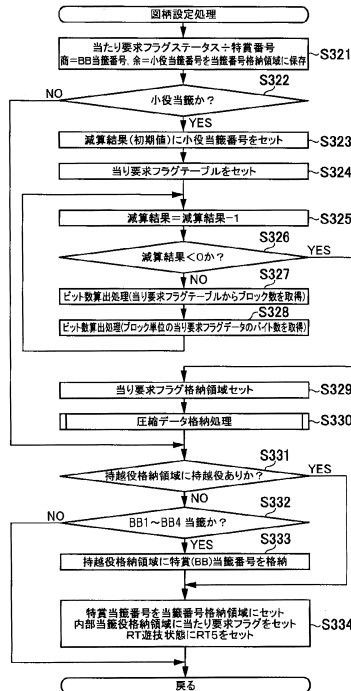 図柄設定処理
当たり要求フラグステータス÷特賞番号
商=BB当籤番号、余=小役当籤番号を当籤番号格納領域に保存
S321
S322
NO
小役当籤か?
YES
減算結果(初期値)に小役当籤番号をセット
S323
当り要求フラグテーブルをセット
S324
減算結果=減算結果-1
S325
S326
減算結果<0か?
YES
NO
S327
ビット数算出処理(当り要求フラグテーブルからブロック数を取得)
S328
ビット数算出処理(ブロック単位の当り要求フラグデータのバイト数を取得)
当り要求フラグ格納領域セット
S329
圧縮データ格納処理
S330
S331
持越役格納領域に持越役ありか?
YES
NO
S332
NO
BB1~BB4 当籤か?
YES
S333
持越役格納領域に特賞(BB)当籤番号を格納
特賞当籤番号を当籤番号格納領域にセット
内部当籤役格納領域に当たり要求フラグをセット
RT遊技状態にRT5をセット
S334
戻る